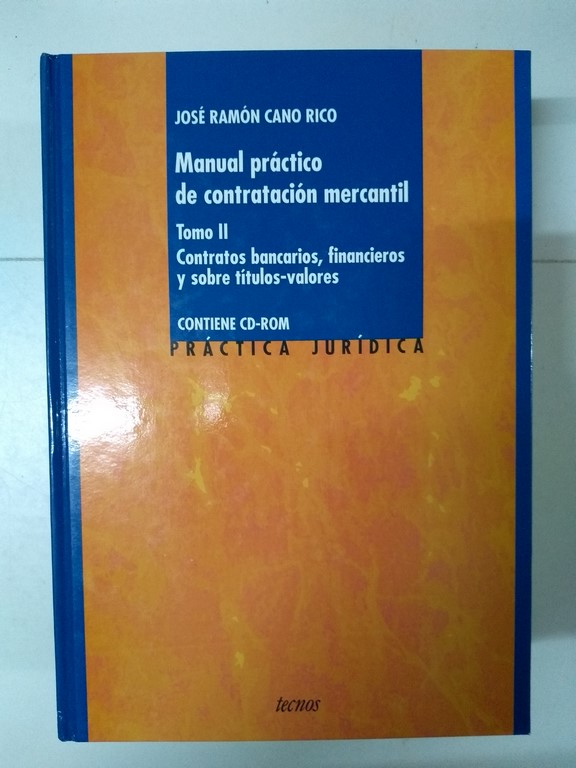 JOSÉ RAMÓN CANO RICO
Manual práctico
de contratación mercantil
Tomo II
Contratos bancarios, financieros
y sobre títulos-valores
CONTIENE CD-ROM
PRÁCTICA JURÍDICA
tecnos